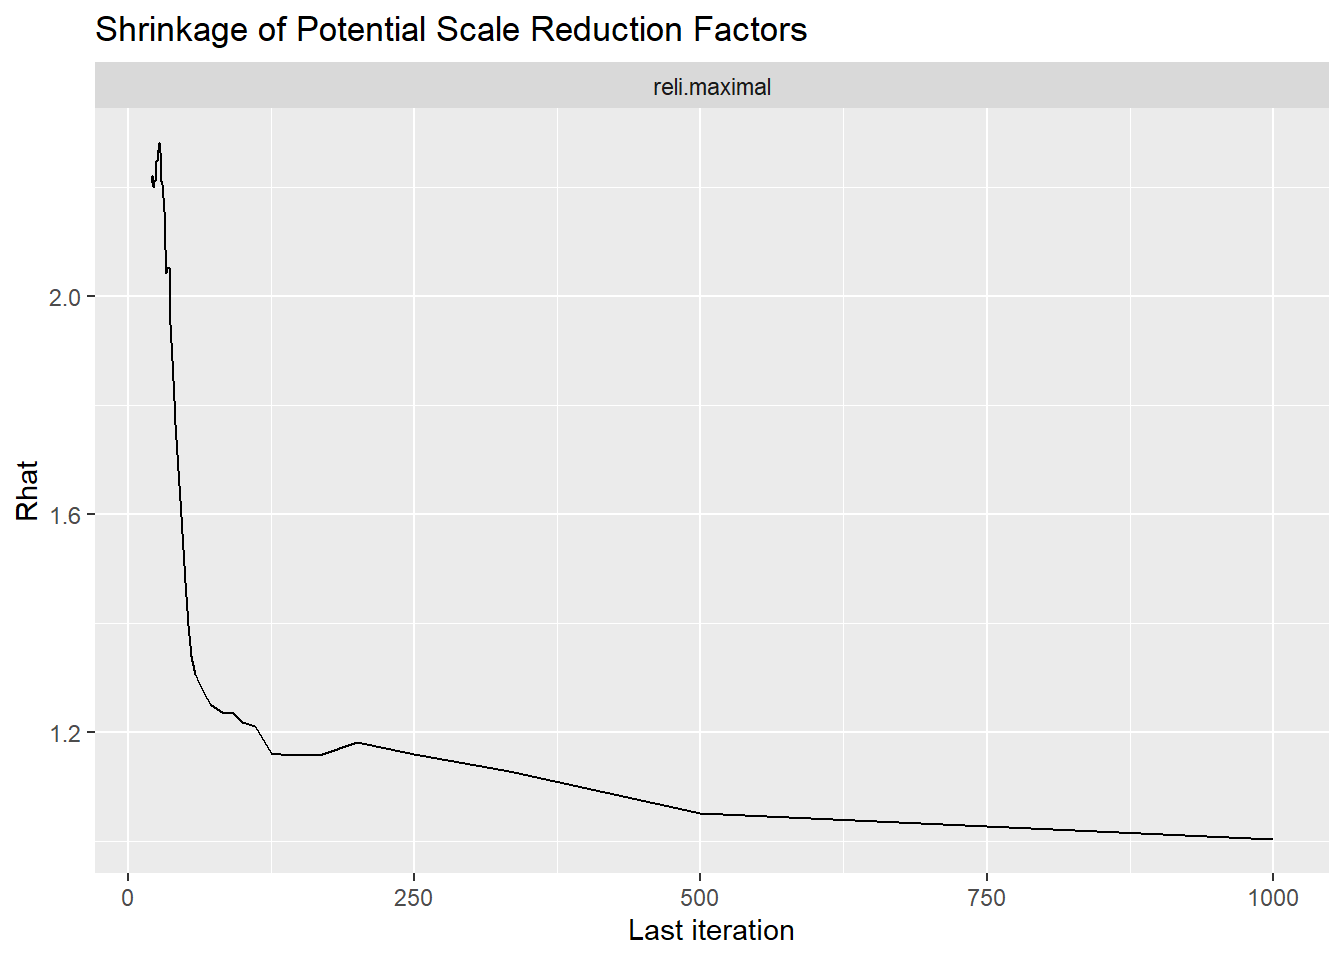 Shrinkage of Potential Scale Reduction Factors
reli.maximal
Rhat
2.0
1.6
1.2
0 250 500 750 1000
Last iteration